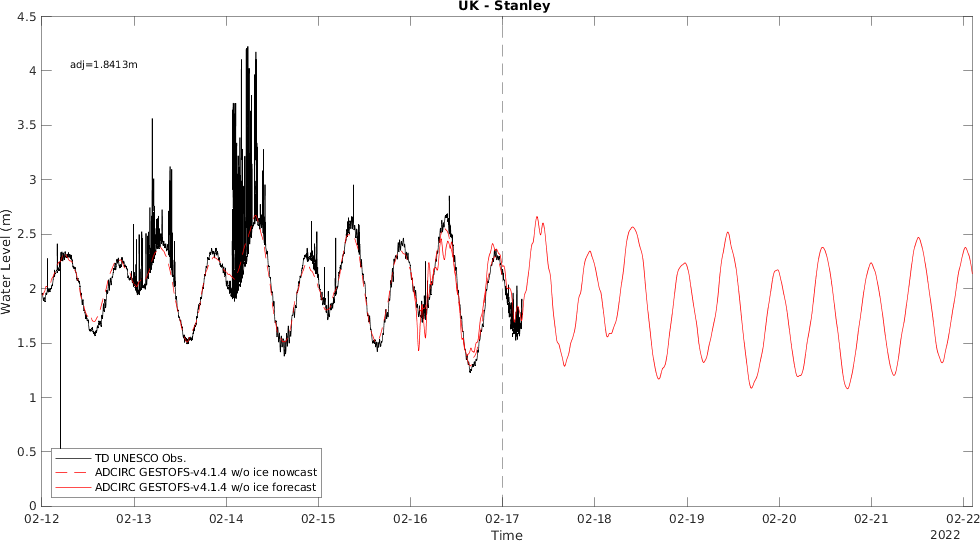 UK - Stanley
4.5
4
3.5
3
2.5
2
1.5
1
0.5
0
Water Level (m)
adj=1.8413m
TD UNESCO Obs.
ADCIRC GESTOFS-v4.1.4 w/o ice nowcast
ADCIRC GESTOFS-v4.1.4 w/o ice forecast
02-12 02-13 02-14 02-15 02-16 02-17 02-18 02-19 02-20 02-21 02-22
Time
2022